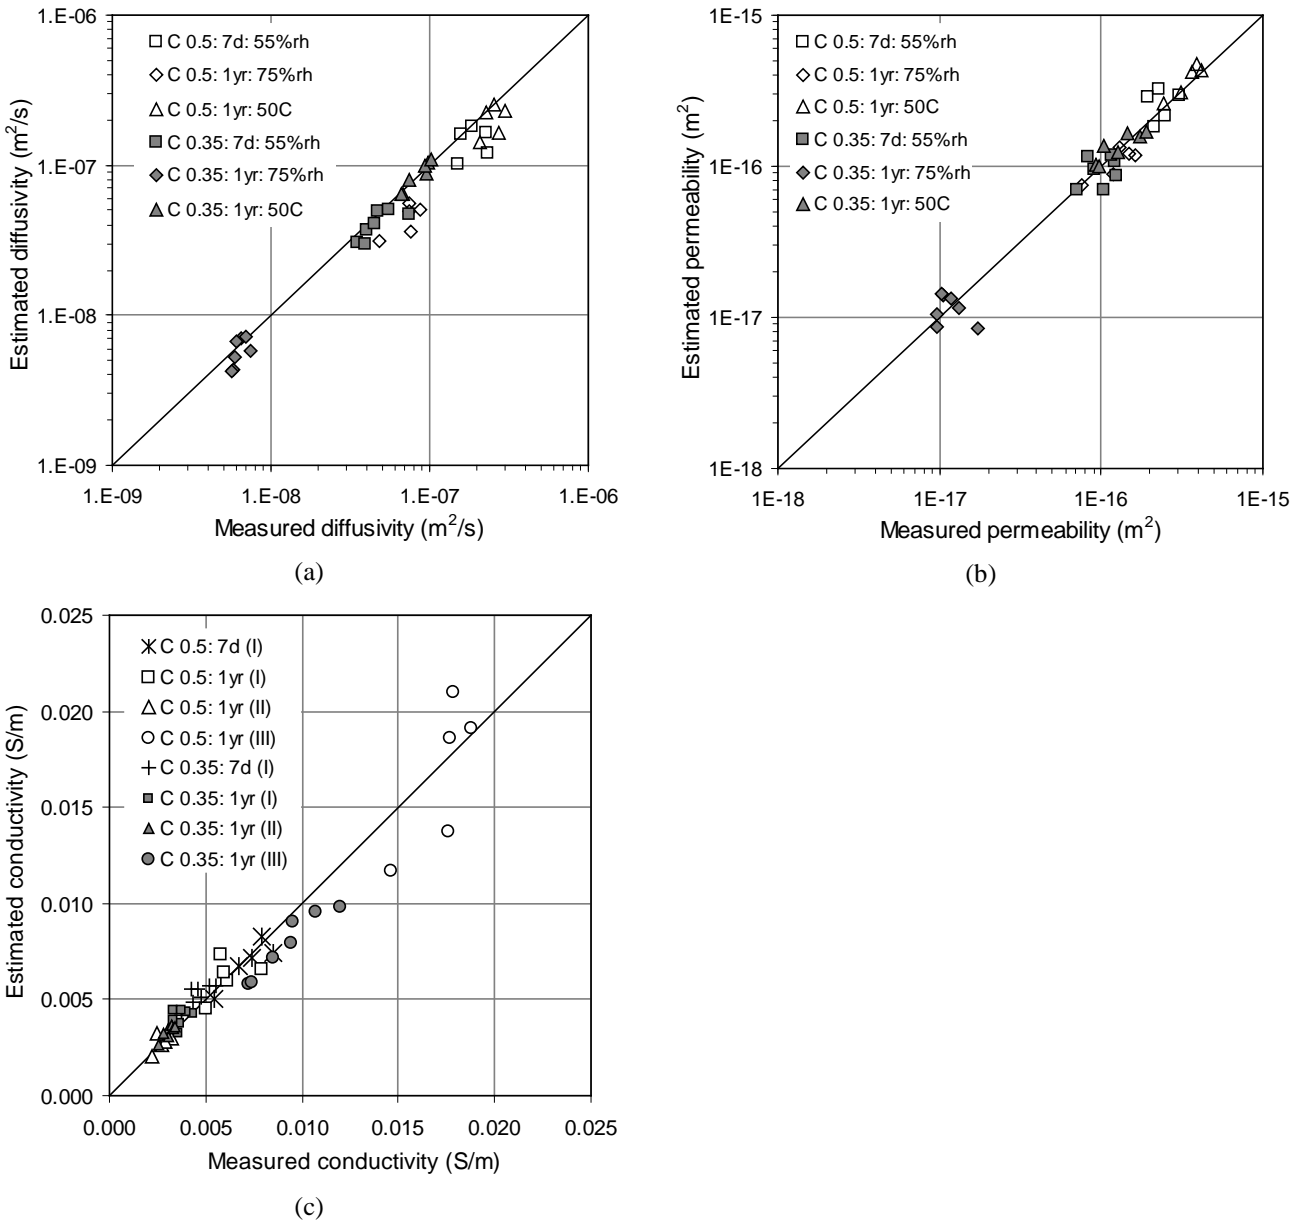 1.E-06
C 0.5: 7d: 55%rh
C 0.5: 1yr: 75%rh
C 0.5: 1yr: 50C
C 0.35: 7d: 55%rh
C 0.35: 1yr: 75%rh
C 0.35: 1yr: 50C
1.E-07
1.E-08
1.E-09
Estimated diffusivity (m²/s)
1.E-09 1.E-08 1.E-07 1.E-06
Measured diffusivity (m²/s)
(a)
1E-15
C 0.5: 7d: 55%rh
C 0.5: 1yr: 75%rh
C 0.5: 1yr: 50C
C 0.35: 7d: 55%rh
C 0.35: 1yr: 75%rh
C 0.35: 1yr: 50C
1E-16
1E-17
1E-18
Estimated permeability (m²)
1E-18 1E-17 1E-16 1E-15
Measured permeability (m²)
(b)
0.025
C 0.5: 7d (I)
C 0.5: 1yr (I)
C 0.5: 1yr (II)
C 0.5: 1yr (III)
C 0.35: 7d (I)
C 0.35: 1yr (I)
C 0.35: 1yr (II)
C 0.35: 1yr (III)
0.020
0.015
0.010
0.005
0.000
Estimated conductivity (S/m)
0.000 0.005 0.010 0.015 0.020 0.025
Measured conductivity (S/m)
(c)